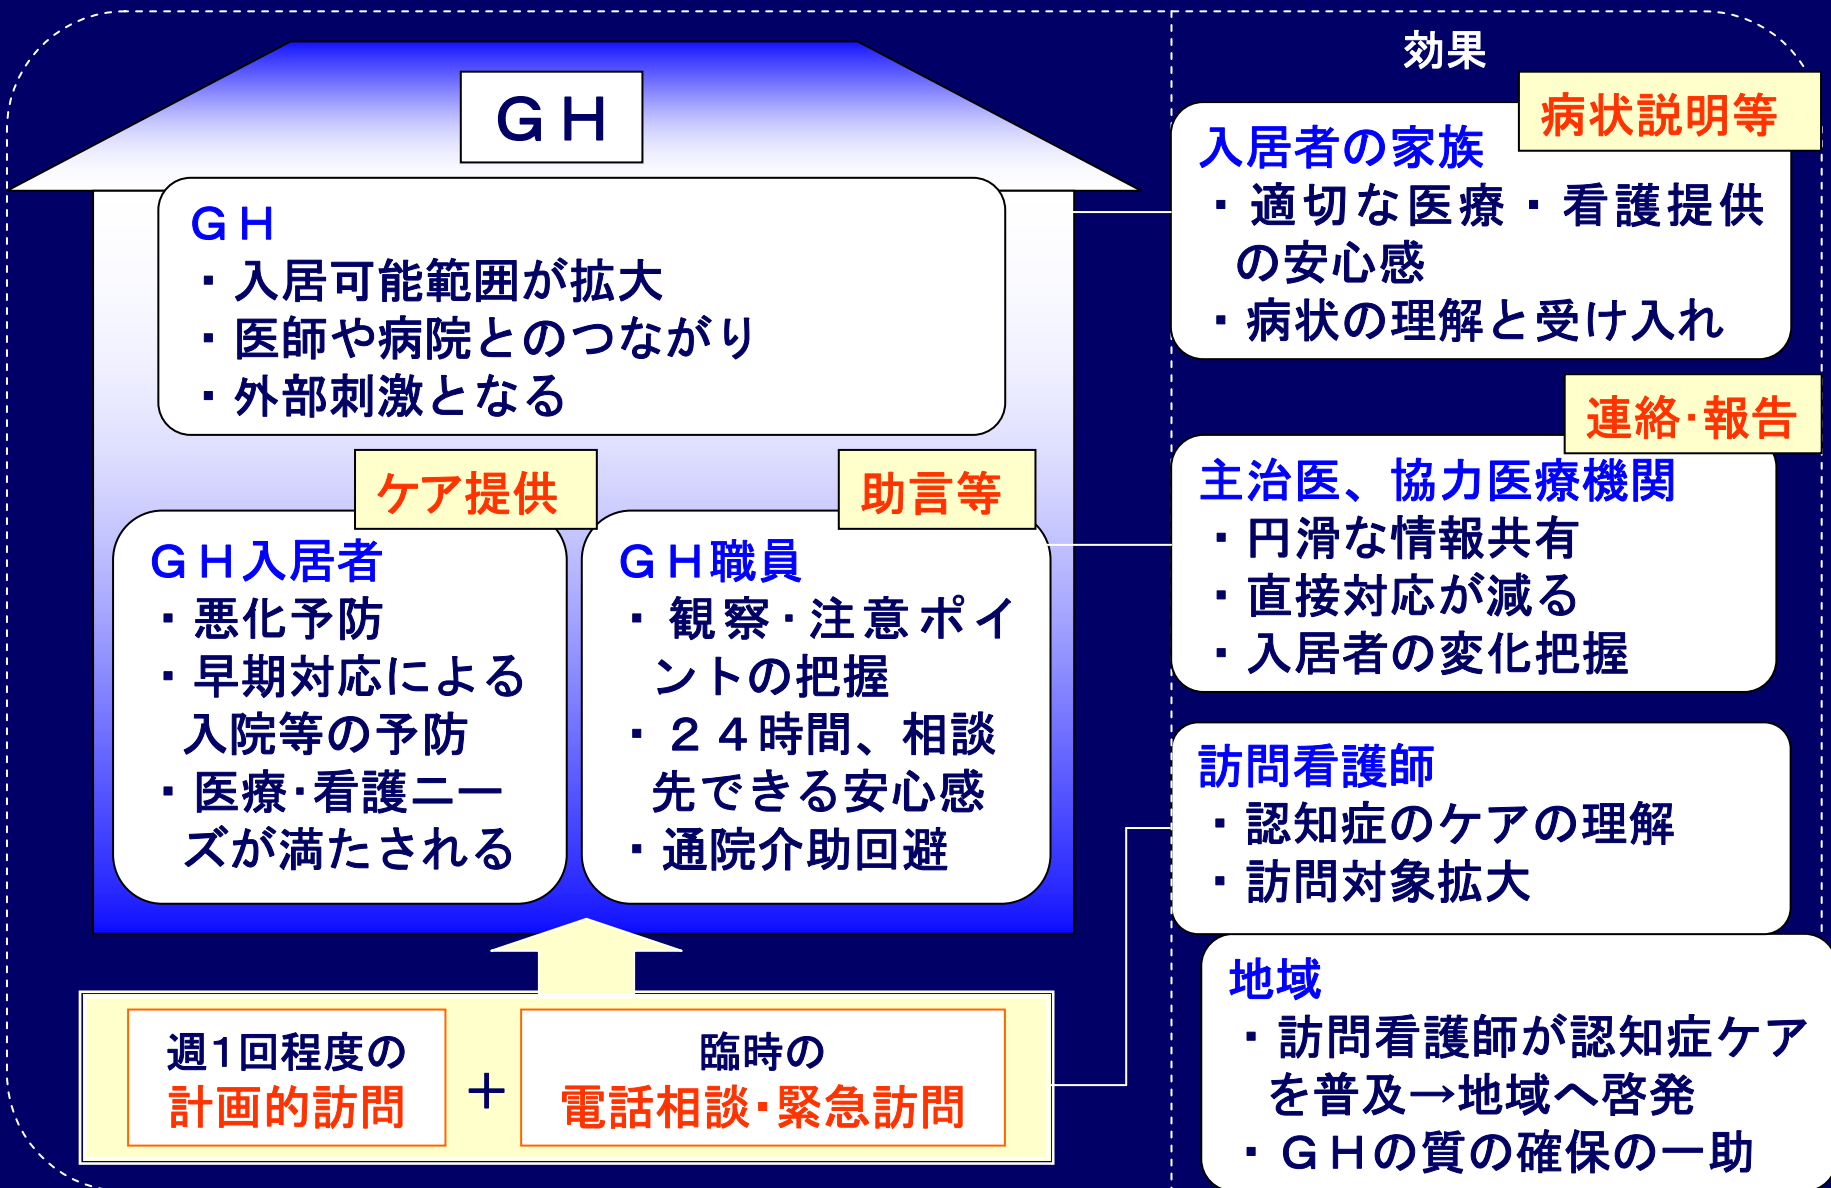 ＧＨ
ＧＨ
・入居可能範囲が拡大
・医師や病院とのつながり
・外部刺激となる
ケア提供
ＧＨ入居者
・悪化予防
・早期対応による
入院等の予防
・医療・看護ニー
ズが満たされる
助言等
ＧＨ職員
・観察・注意ポイ
ントの把握
・２４時間、相談
先できる安心感
・通院介助回避
週１回程度の
計画的訪問
＋
臨時の
電話相談・緊急訪問
効果
病状説明等
入居者の家族
・適切な医療・看護提供
の安心感
・病状の理解と受け入れ
連絡・報告
主治医、協力医療機関
・円滑な情報共有
・直接対応が減る
・入居者の変化把握
訪問看護師
・認知症のケアの理解
・訪問対象拡大
地域
・訪問看護師が認知症ケア
を普及→地域へ啓発
・ＧＨの質の確保の一助